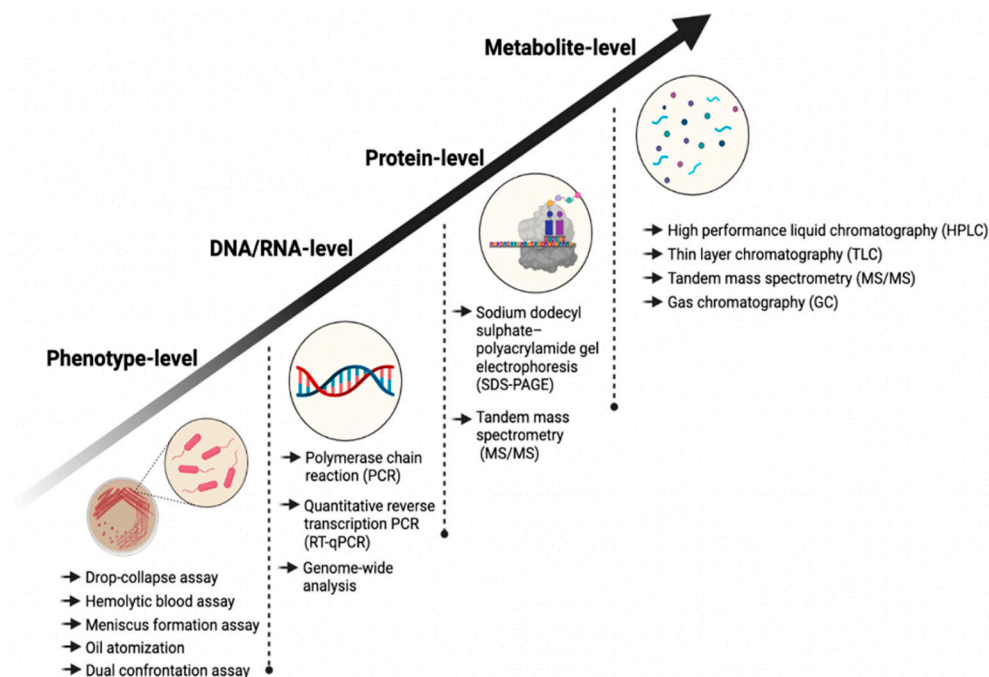 Metabolite-level
Protein-level
DNA/RNA-level
Phenotype-level
High performance liquid chromatography (HPLC)
Thin layer chromatography (TLC)
Tandem mass spectrometry (MS/MS)
Gas chromatography (GC)
Sodium dodecyl
sulphate–
polyacrylamide gel
electrophoresis
(SDS-PAGE)
Tandem mass
spectrometry
(MS/MS)
Polymerase chain
reaction (PCR)
Quantitative reverse
transcription PCR
(RT-qPCR)
Genome-wide
analysis
Drop-collapse assay
Hemolytic blood assay
Meniscus formation assay
Oil atomization
Dual confrontation assay